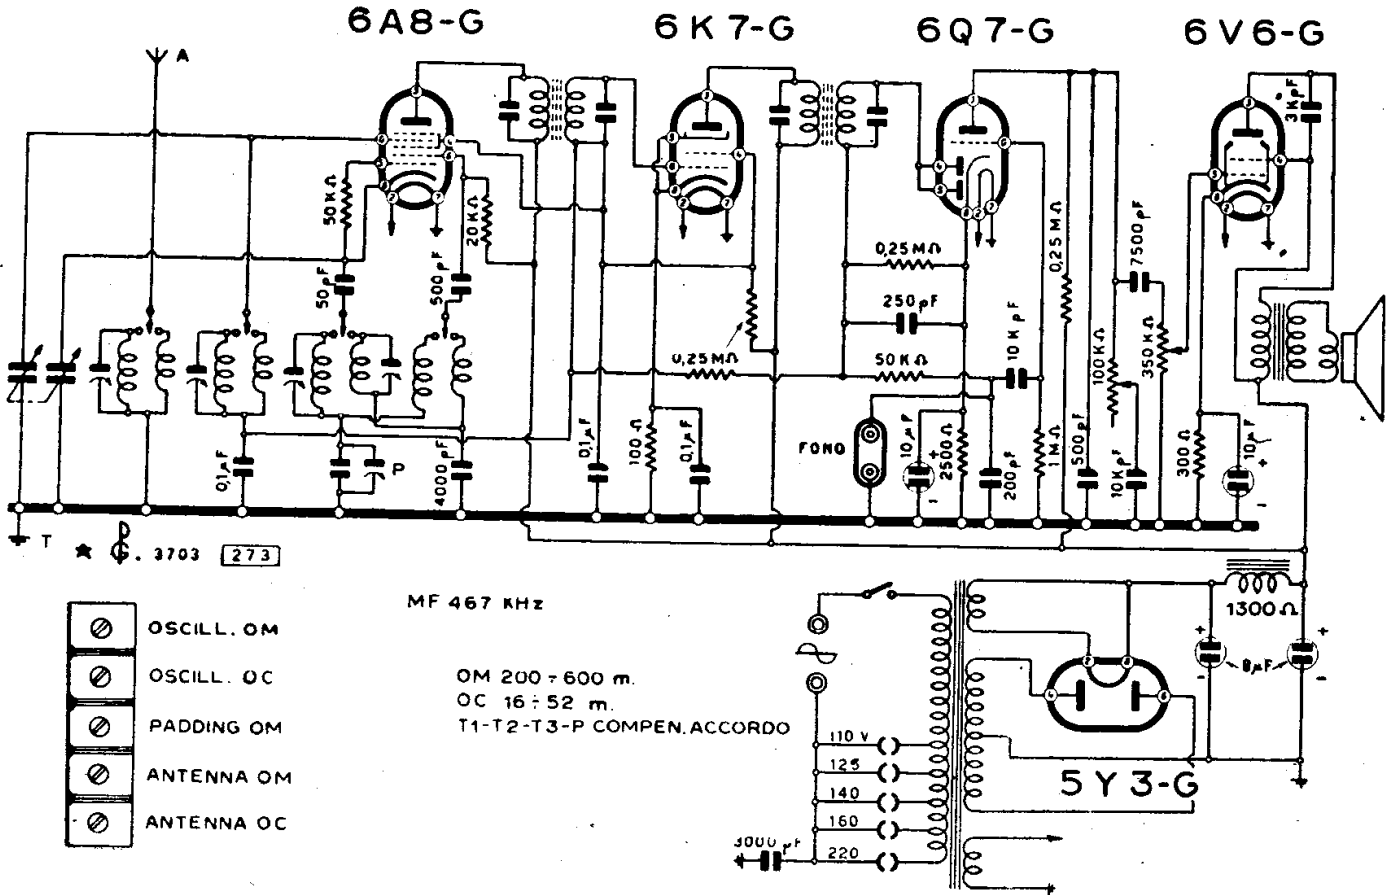 6A8-G
6K7-G
6Q7-G
6V6-G
A
3KpF
50KΩ
20KΩ
50pF
500pF
0,25MΩ
250pF
0,25MΩ
50KΩ
10KpF
0,25MΩ
7500pF
100KΩ
350KΩ
0,1µF
P
4000pF
0,1µF
100Ω
0,1µF
FONO
10µF
+
-
2500Ω
200pF
1MΩ
500pF
10KpF
300Ω
10µF
+
-
T
★ G. 3703 273
MF 467 KHz
1300Ω
+
8µF
+
-
-
OSCILL. OM
OSCILL. OC
PADDING OM
ANTENNA OM
ANTENNA OC
OM 200÷600 m.
OC 16÷52 m.
T1-T2-T3-P COMPEN. ACCORDO
110 V
125
140
160
220
3000 pF
5Y3-G